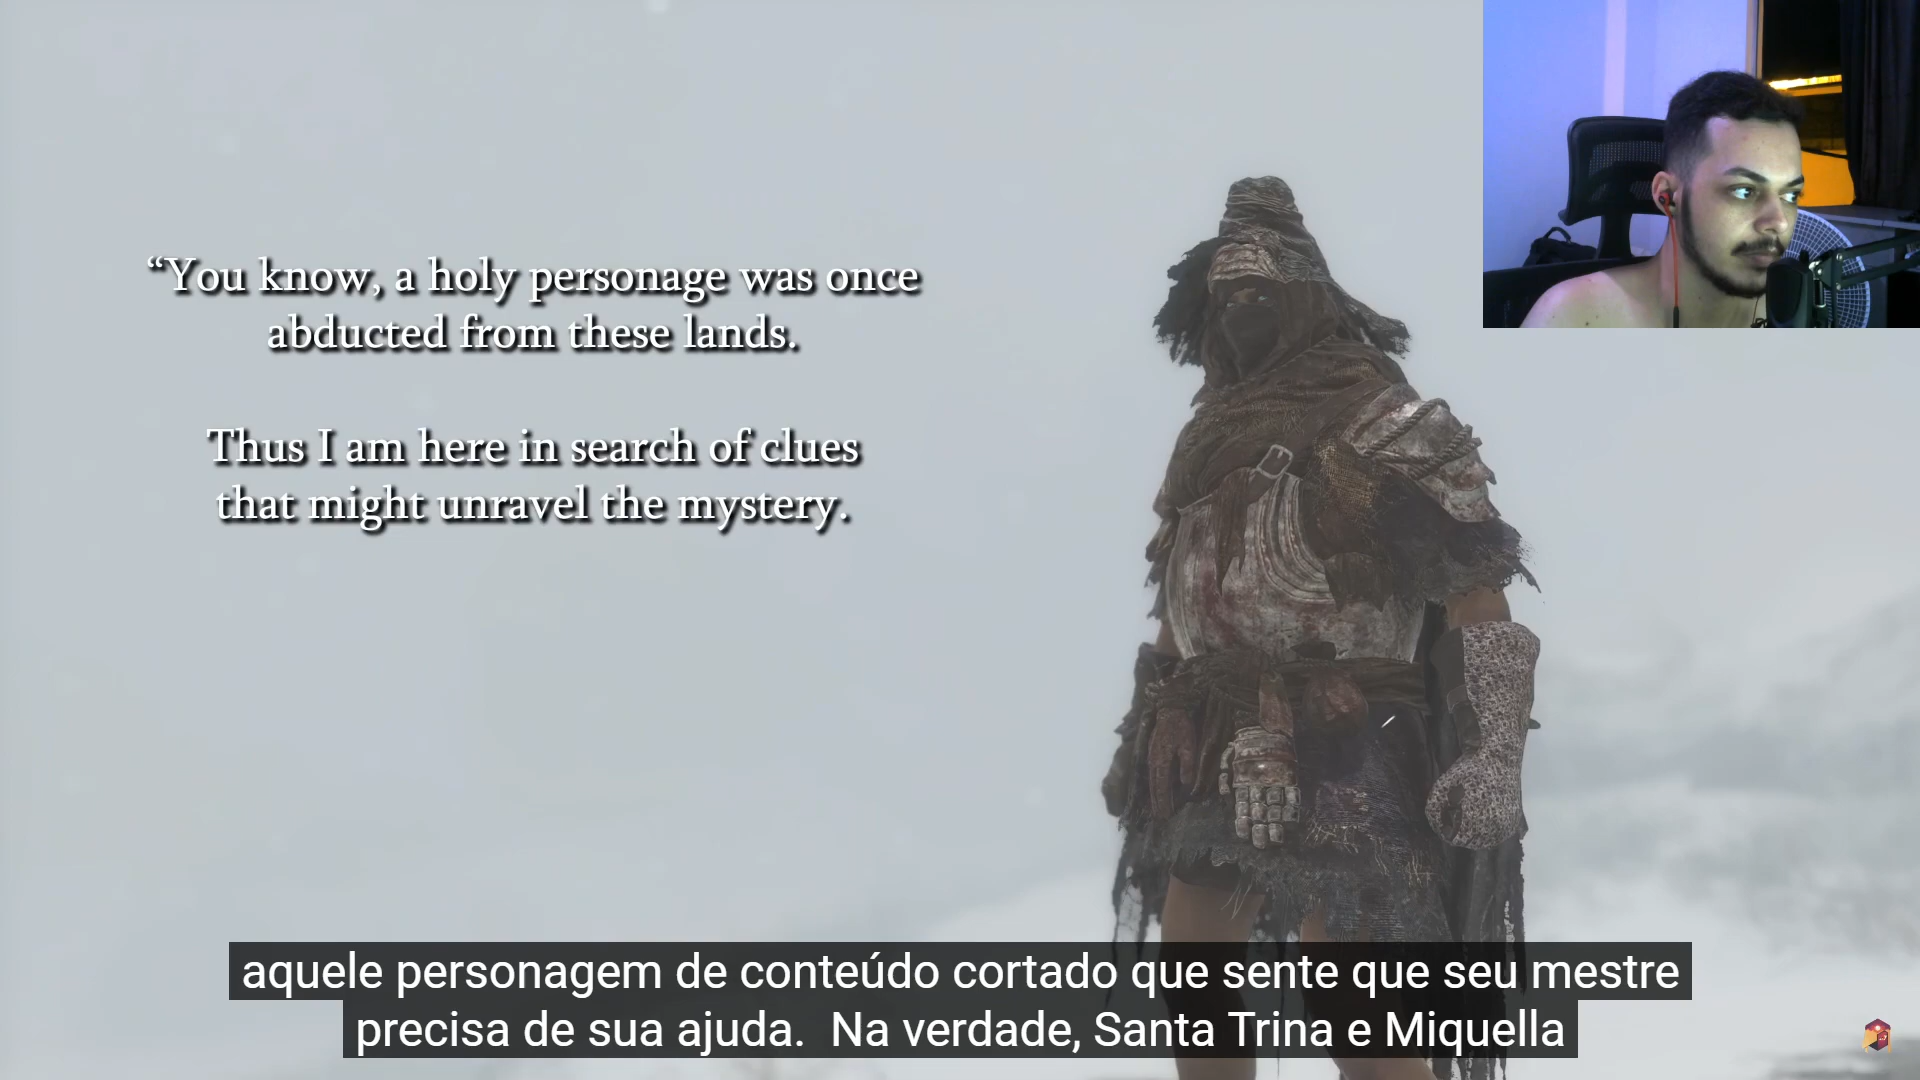 “You know, a holy personage was once
abducted from these lands.
Thus I am here in search of clues
that might unravel the mystery.
aquele personagem de conteúdo cortado que sente que seu mestre
precisa de sua ajuda.  Na verdade, Santa Trina e Miquella